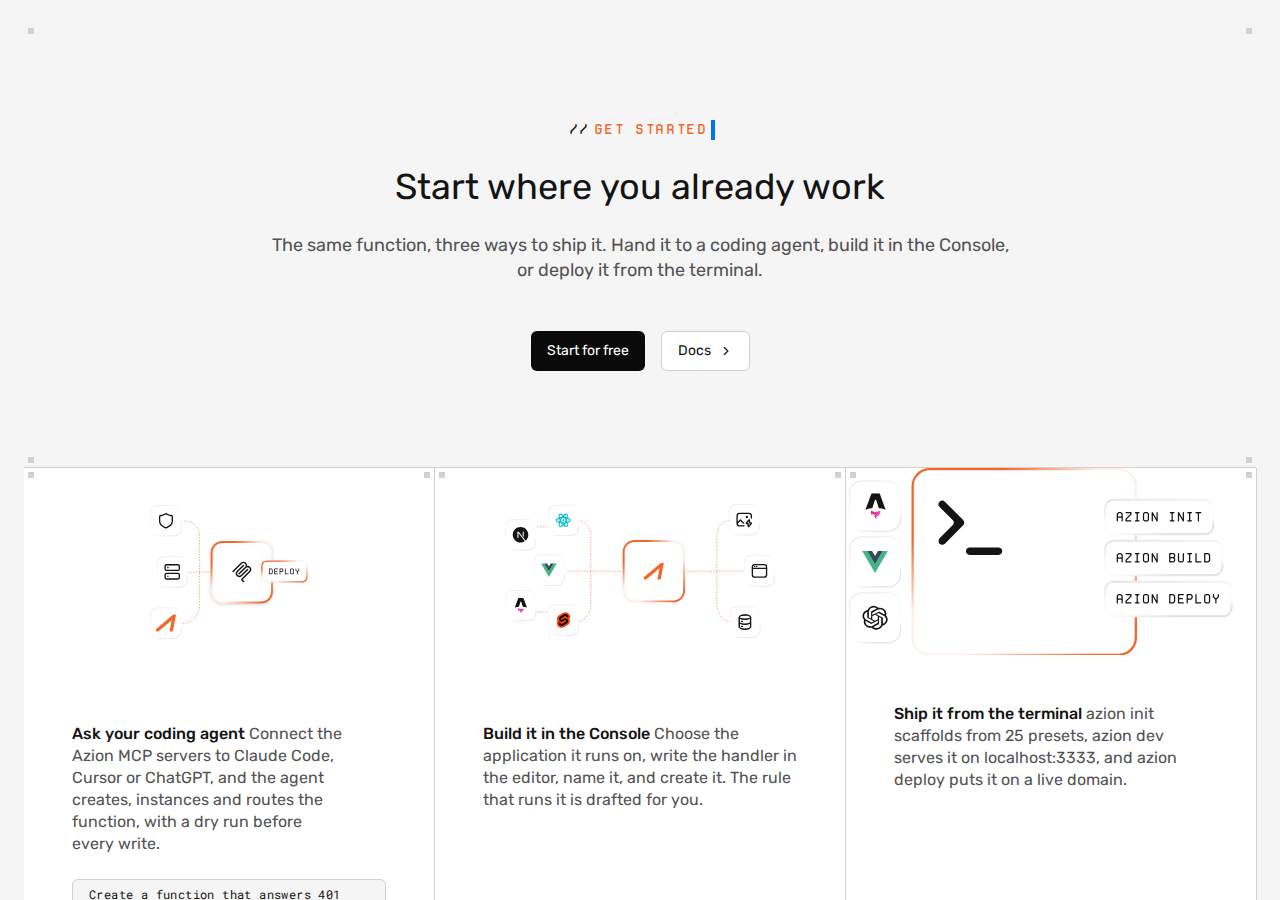 // GET STARTED
Start where you already work
The same function, three ways to ship it. Hand it to a coding agent, build it in the Console,
or deploy it from the terminal.
Start for free
Docs
DEPLOY
AZION INIT
AZION BUILD
AZION DEPLOY
Ask your coding agent Connect the
Azion MCP servers to Claude Code,
Cursor or ChatGPT, and the agent
creates, instances and routes the
function, with a dry run before
every write.
Create a function that answers 401
Build it in the Console Choose the
application it runs on, write the handler in
the editor, name it, and create it. The rule
that runs it is drafted for you.
Ship it from the terminal azion init
scaffolds from 25 presets, azion dev
serves it on localhost:3333, and azion
deploy puts it on a live domain.